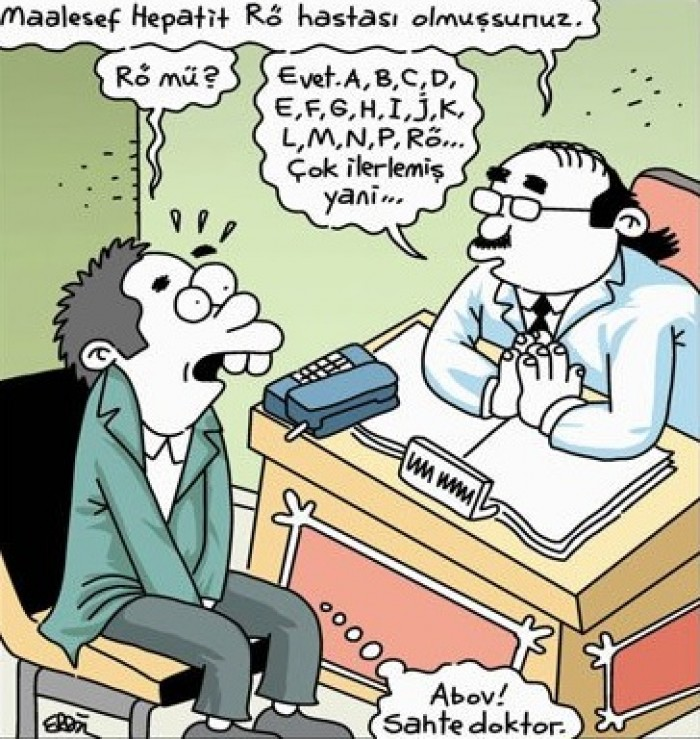 Maalesef Hepatit Rő hastası olmuşsunuz.
Rő mü?
Evet. A, B, C, D,
E, F, G, H, I, J, K,
L, M, N, P, Rő...
Çok ilerlemiş
yani...
Abov!
Sahte doktor.